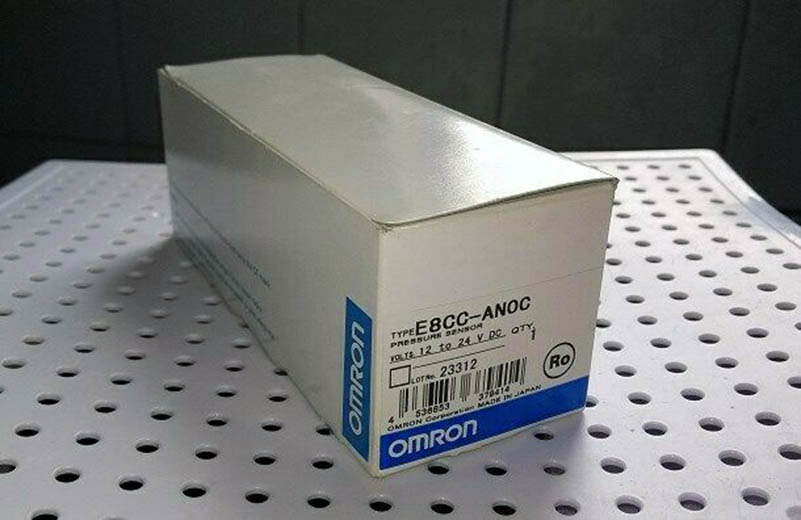 TYPE E8CC-AN0C
PRESSURE SENSOR
VOLTS 12 to 24 V DC QTY. 1
LOT No. 23312
Ro
4 536853 379414
OMRON Corporation MADE IN JAPAN
OMRON
OMRON